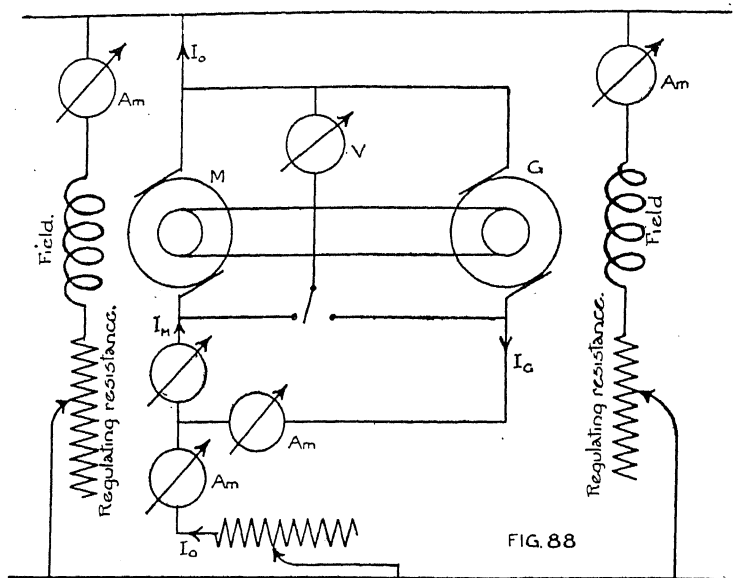 I₀
Am
Am
V
M
G
Field.
Field
I_M
I_G
Regulating resistance.
Regulating resistance.
Am
Am
I₀
FIG. 88